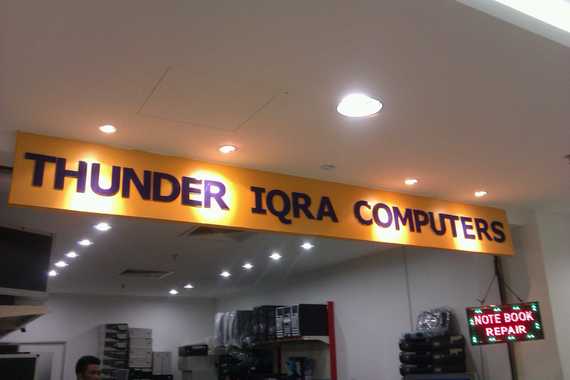 THUNDER IQRA COMPUTERS
NOTE BOOK
REPAIR